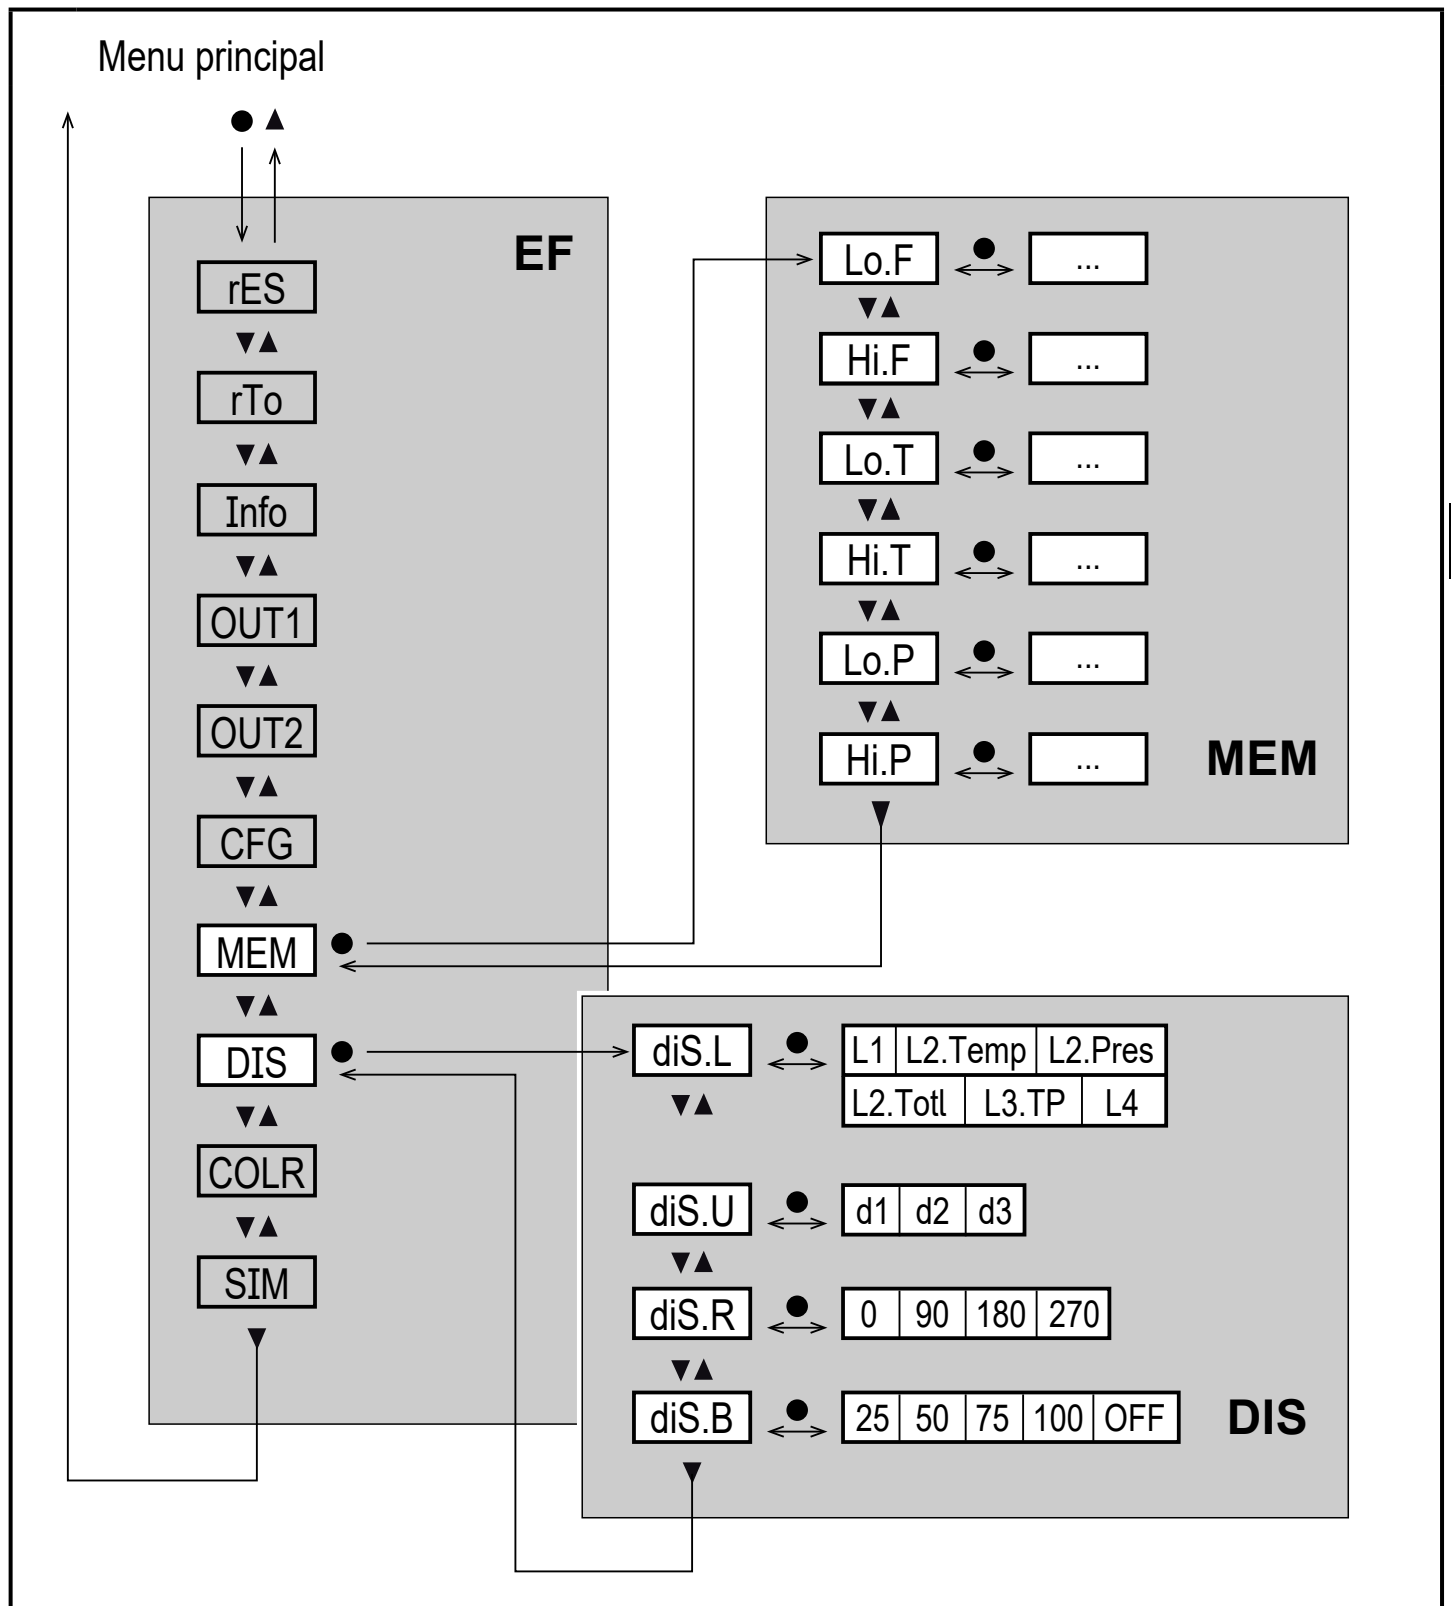 Menu principal
EF
rES
rTo
Info
OUT1
OUT2
CFG
MEM
DIS
COLR
SIM
Lo.F ...
Hi.F ...
Lo.T ...
Hi.T ...
Lo.P ...
Hi.P ...
MEM
diS.L L1 L2.Temp L2.Pres
L2.Totl L3.TP L4
diS.U d1 d2 d3
diS.R 0 90 180 270
diS.B 25 50 75 100 OFF
DIS